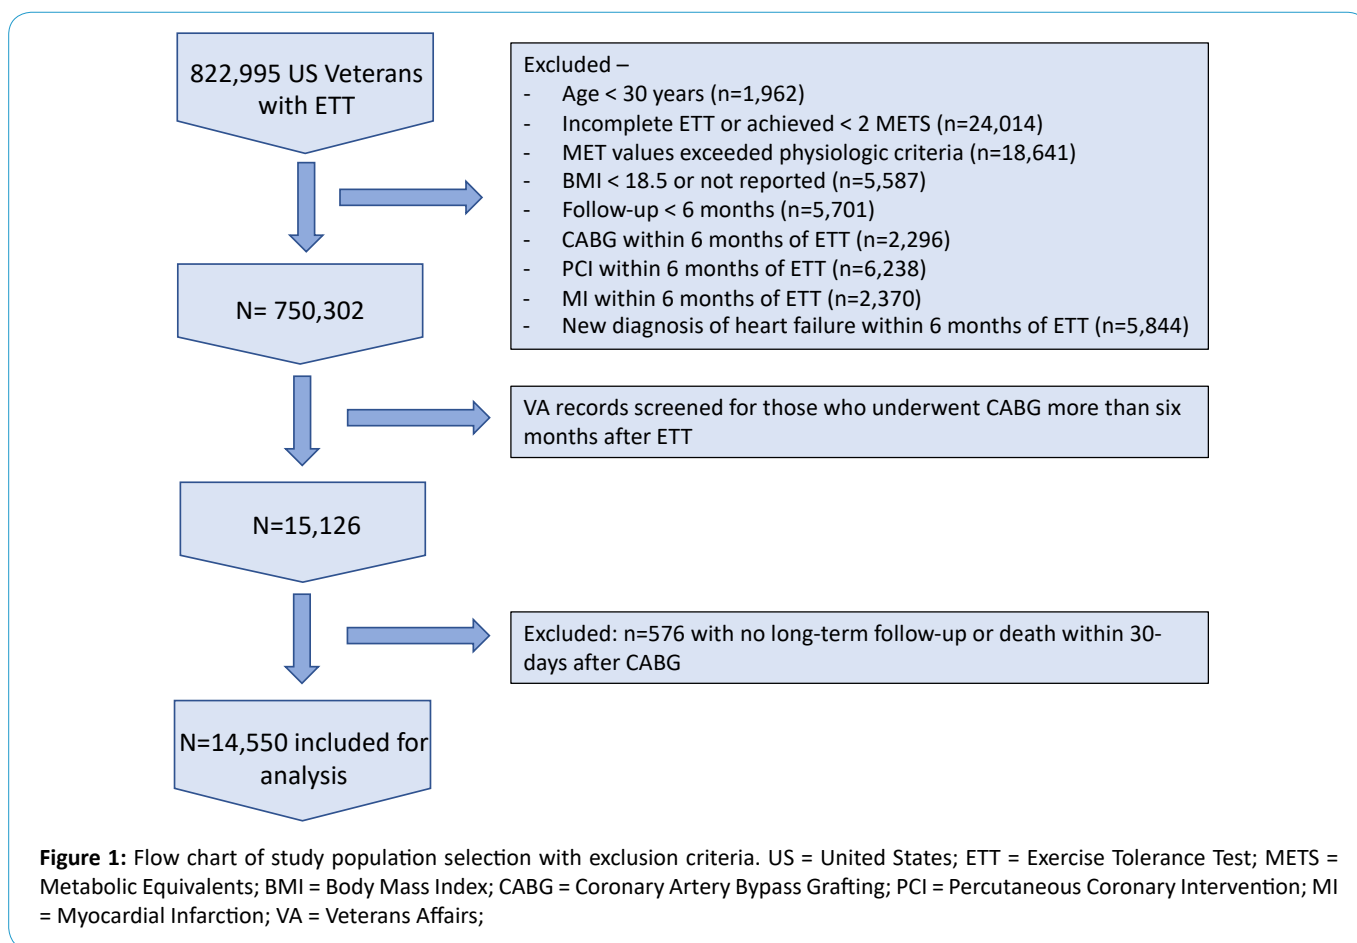 822,995 US Veterans
with ETT
Excluded –
- Age < 30 years (n=1,962)
- Incomplete ETT or achieved < 2 METS (n=24,014)
- MET values exceeded physiologic criteria (n=18,641)
- BMI < 18.5 or not reported (n=5,587)
- Follow-up < 6 months (n=5,701)
- CABG within 6 months of ETT (n=2,296)
- PCI within 6 months of ETT (n=6,238)
- MI within 6 months of ETT (n=2,370)
- New diagnosis of heart failure within 6 months of ETT (n=5,844)
N= 750,302
VA records screened for those who underwent CABG more than six
months after ETT
N=15,126
Excluded: n=576 with no long-term follow-up or death within 30-
days after CABG
N=14,550 included for
analysis
Figure 1: Flow chart of study population selection with exclusion criteria. US = United States; ETT = Exercise Tolerance Test; METS =
Metabolic Equivalents; BMI = Body Mass Index; CABG = Coronary Artery Bypass Grafting; PCI = Percutaneous Coronary Intervention; MI
= Myocardial Infarction; VA = Veterans Affairs;